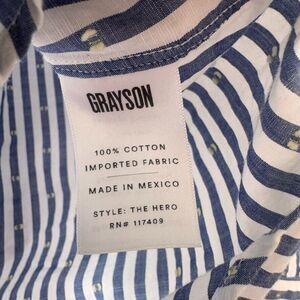 GRAYSON
100% COTTON
IMPORTED FABRIC
MADE IN MEXICO
STYLE: THE HERO
RN# 117409